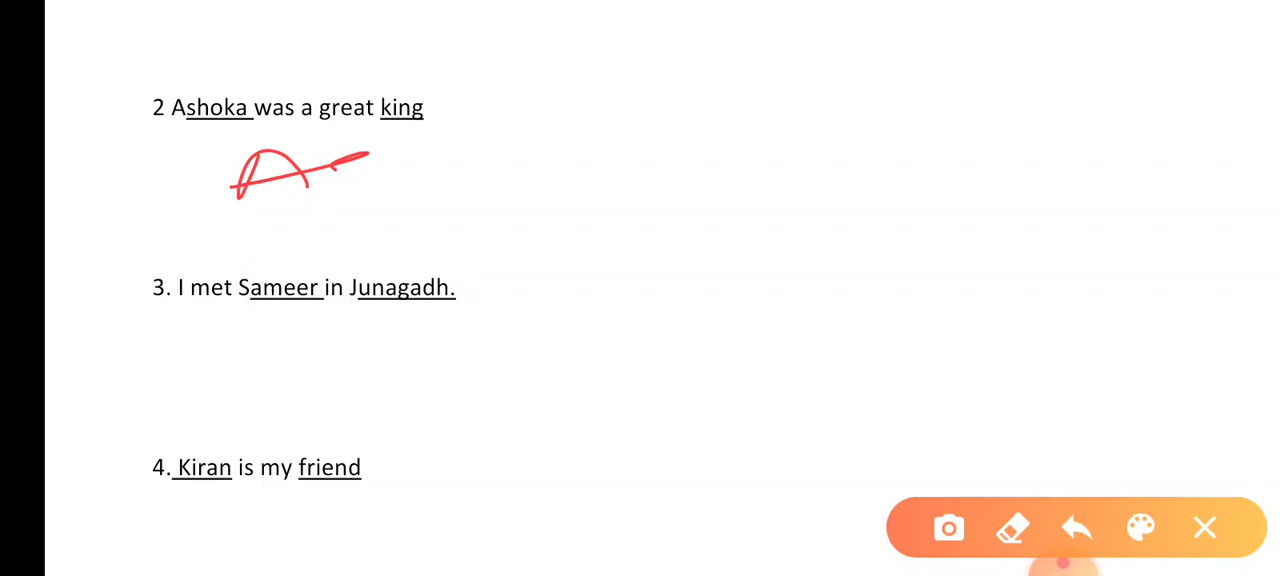 2 Ashoka was a great king
A-
3. I met Sameer in Junagadh.
4. Kiran is my friend